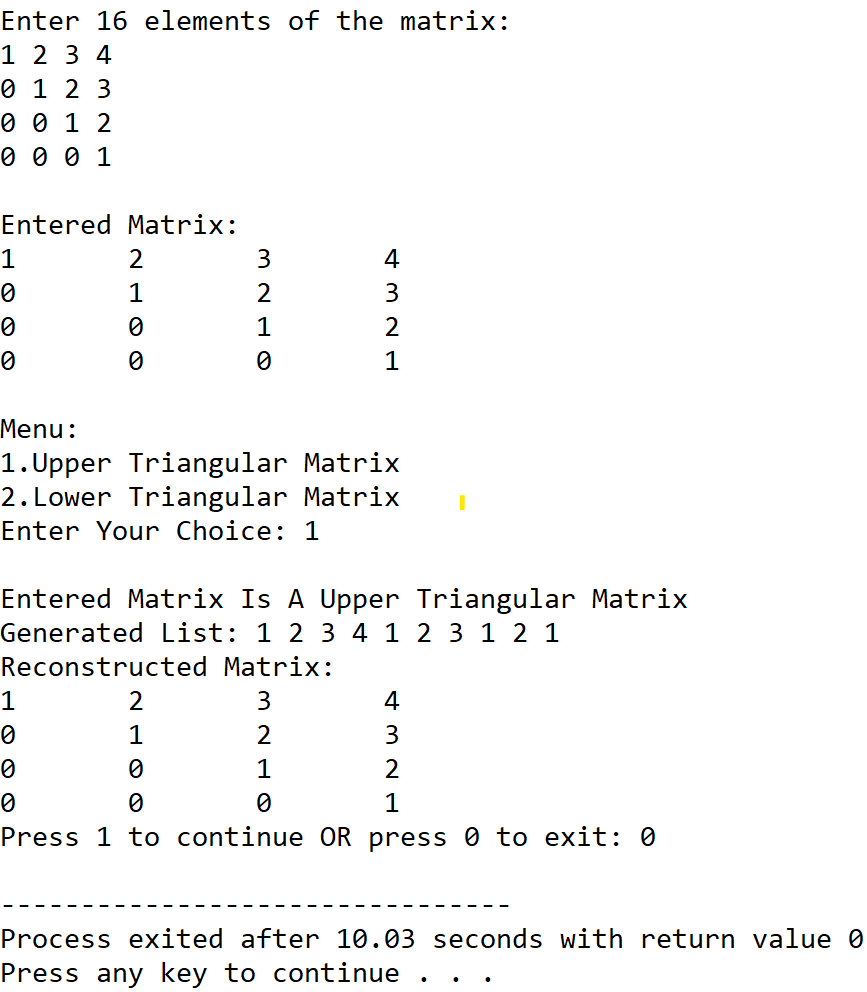 Enter 16 elements of the matrix:
1 2 3 4
0 1 2 3
0 0 1 2
0 0 0 1
Entered Matrix:
1 2 3 4
0 1 2 3
0 0 1 2
0 0 0 1
Menu:
1.Upper Triangular Matrix
2.Lower Triangular Matrix
Enter Your Choice: 1
Entered Matrix Is A Upper Triangular Matrix
Generated List: 1 2 3 4 1 2 3 1 2 1
Reconstructed Matrix:
1 2 3 4
0 1 2 3
0 0 1 2
0 0 0 1
Press 1 to continue OR press 0 to exit: 0
--------------------------------
Process exited after 10.03 seconds with return value 0
Press any key to continue . . .